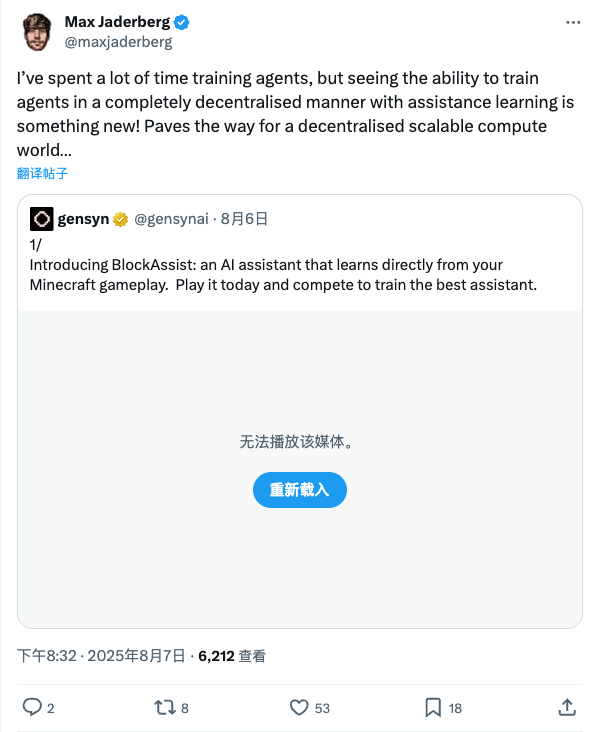 Max Jaderberg
@maxjaderberg
I’ve spent a lot of time training agents, but seeing the ability to train
agents in a completely decentralised manner with assistance learning is
something new! Paves the way for a decentralised scalable compute
world...
翻译帖子
gensyn @gensynai · 8月6日
1/
Introducing BlockAssist: an AI assistant that learns directly from your
Minecraft gameplay.  Play it today and compete to train the best assistant.
无法播放该媒体。
重新载入
下午8:32 · 2025年8月7日 · 6,212 查看
2 8 53 18